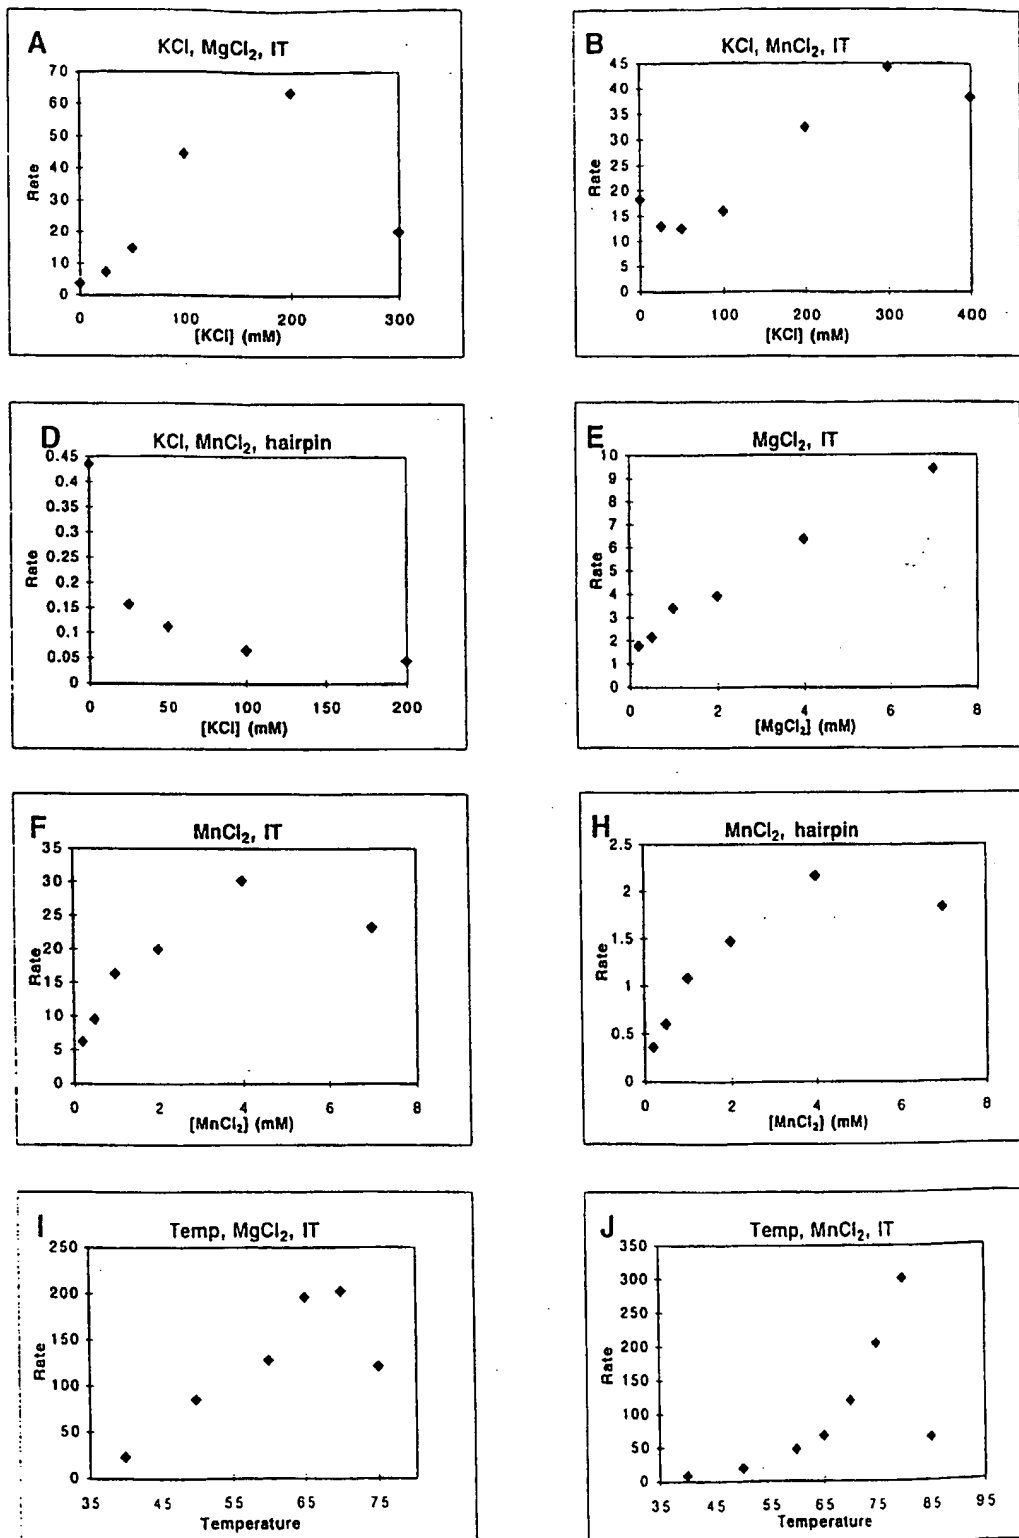 A
KCl, MgCl₂, IT
70
60
50
40
30
20
10
0
Rate
0 100 200 300
[KCl] (mM)
B
KCl, MnCl₂, IT
45
40
35
30
25
20
15
10
5
0
Rate
0 100 200 300 400
[KCl] (mM)
D
KCl, MnCl₂, hairpin
0.45
0.4
0.35
0.3
0.25
0.2
0.15
0.1
0.05
0
Rate
0 50 100 150 200
[KCl] (mM)
E
MgCl₂, IT
10
9
8
7
6
5
4
3
2
1
0
Rate
0 2 4 6 8
[MgCl₂] (mM)
F
MnCl₂, IT
35
30
25
20
15
10
5
0
Rate
0 2 4 6 8
[MnCl₂] (mM)
H
MnCl₂, hairpin
2.5
2
1.5
1
0.5
0
Rate
0 2 4 6 8
[MnCl₂] (mM)
I
Temp, MgCl₂, IT
250
200
150
100
50
0
Rate
35 45 55 65 75
Temperature
J
Temp, MnCl₂, IT
350
300
250
200
150
100
50
0
Rate
35 45 55 65 75 85 95
Temperature